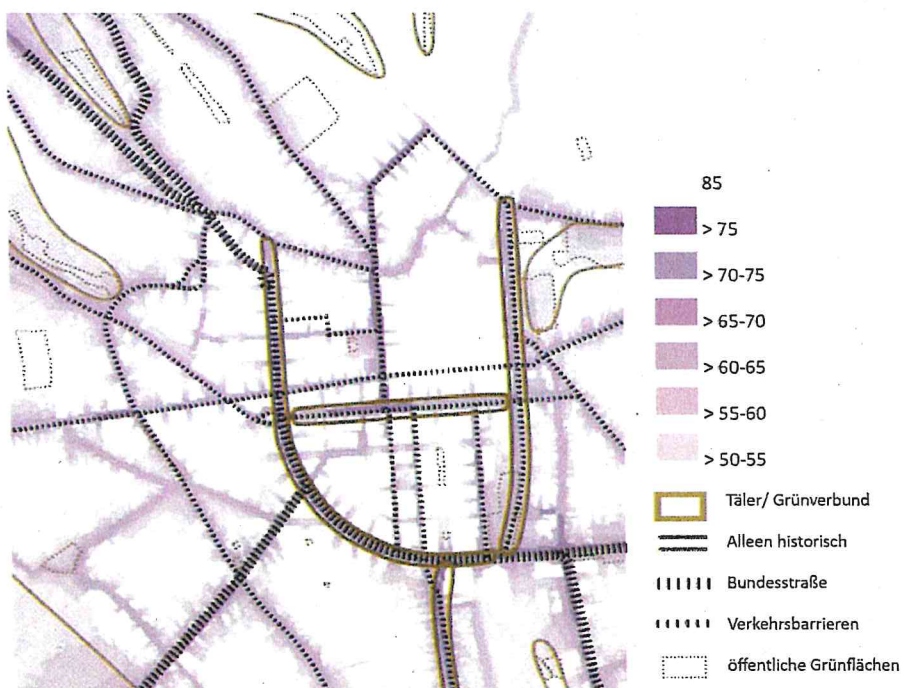 85
> 75
> 70-75
> 65-70
> 60-65
> 55-60
> 50-55
Täler/ Grünverbund
Alleen historisch
Bundesstraße
Verkehrsbarrieren
öffentliche Grünflächen